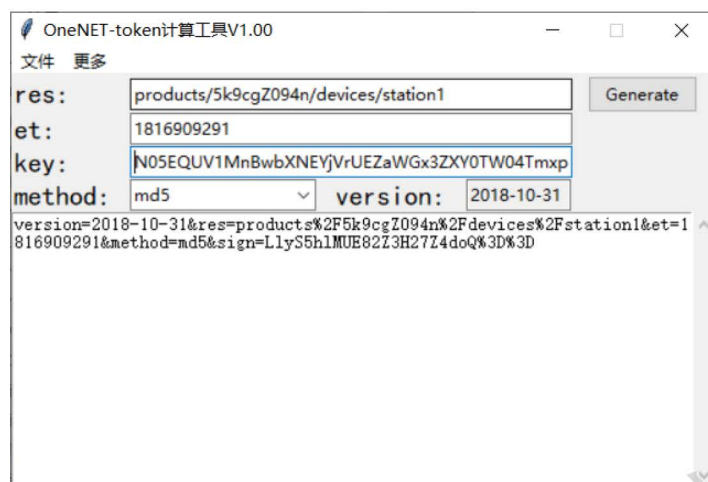 OneNET-token计算工具V1.00
文件 更多
res: products/5k9cgZ094n/devices/station1 Generate
et: 1816909291
key: N05EQUV1MnBwbXNEYjVrUEZaWGx3ZXY0TW04Tmxp
method: md5 version: 2018-10-31
version=2018-10-31&res=products%2F5k9cgZ094n%2Fdevices%2Fstation1&et=1
816909291&method=md5&sign=LlyS5hlMUE82Z3H27Z4doQ%3D%3D